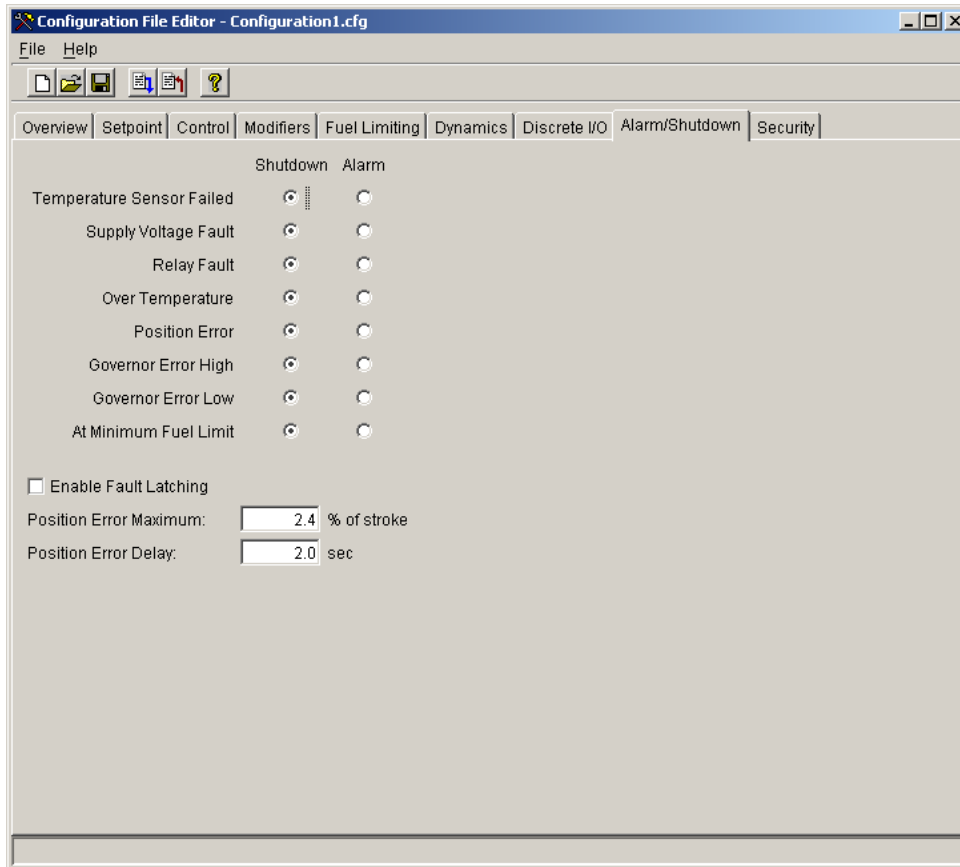 Configuration File Editor - Configuration1.cfg
File Help
Overview Setpoint Control Modifiers Fuel Limiting Dynamics Discrete I/O Alarm/Shutdown Security
Shutdown Alarm
Temperature Sensor Failed
Supply Voltage Fault
Relay Fault
Over Temperature
Position Error
Governor Error High
Governor Error Low
At Minimum Fuel Limit
Enable Fault Latching
Position Error Maximum: 2.4 % of stroke
Position Error Delay: 2.0 sec